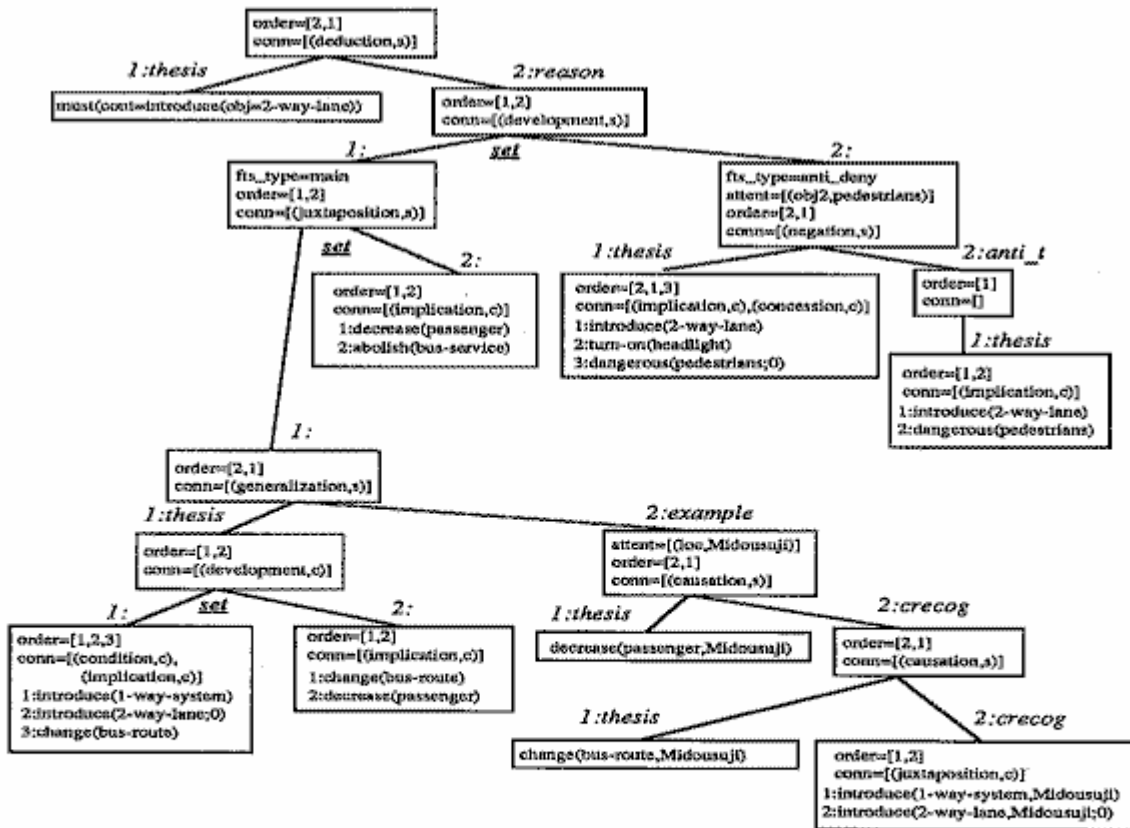 order=[2,1]
conn=[(deduction,s)]
1:thesis
2:reason
must(cont=introduce(obj=2-way-lane))
order=[1,2]
conn=[(development,s)]
1:
set
2:
fts_type=main
order=[1,2]
conn=[(juxtaposition,s)]
fts_type=anti_deny
attent=[(obj2,pedestrians)]
order=[2,1]
conn=[(negation,s)]
set
2:
1:thesis
2:anti_t
order=[1,2]
conn=[(implication,c)]
1:decrease(passenger)
2:abolish(bus-service)
order=[2,1,3]
conn=[(implication,c),(concession,c)]
1:introduce(2-way-lane)
2:turn-on(headlight)
3:dangerous(pedestrians;0)
order=[1]
conn=[]
1:thesis
order=[1,2]
conn=[(implication,c)]
1:introduce(2-way-lane)
2:dangerous(pedestrians)
1:
order=[2,1]
conn=[(generalization,s)]
1:thesis
2:example
order=[1,2]
conn=[(development,c)]
attent=[(loc,Midousuji)]
order=[2,1]
conn=[(causation,s)]
1:
set
2:
1:thesis
2:crecog
order=[1,2,3]
conn=[(condition,c),
(implication,c)]
1:introduce(1-way-system)
2:introduce(2-way-lane;0)
3:change(bus-route)
order=[1,2]
conn=[(implication,c)]
1:change(bus-route)
2:decrease(passenger)
decrease(passenger,Midousuji)
order=[2,1]
conn=[(causation,s)]
1:thesis
2:crecog
change(bus-route,Midousuji)
order=[1,2]
conn=[(juxtaposition,c)]
1:introduce(1-way-system,Midousuji)
2:introduce(2-way-lane,Midousuji;0)